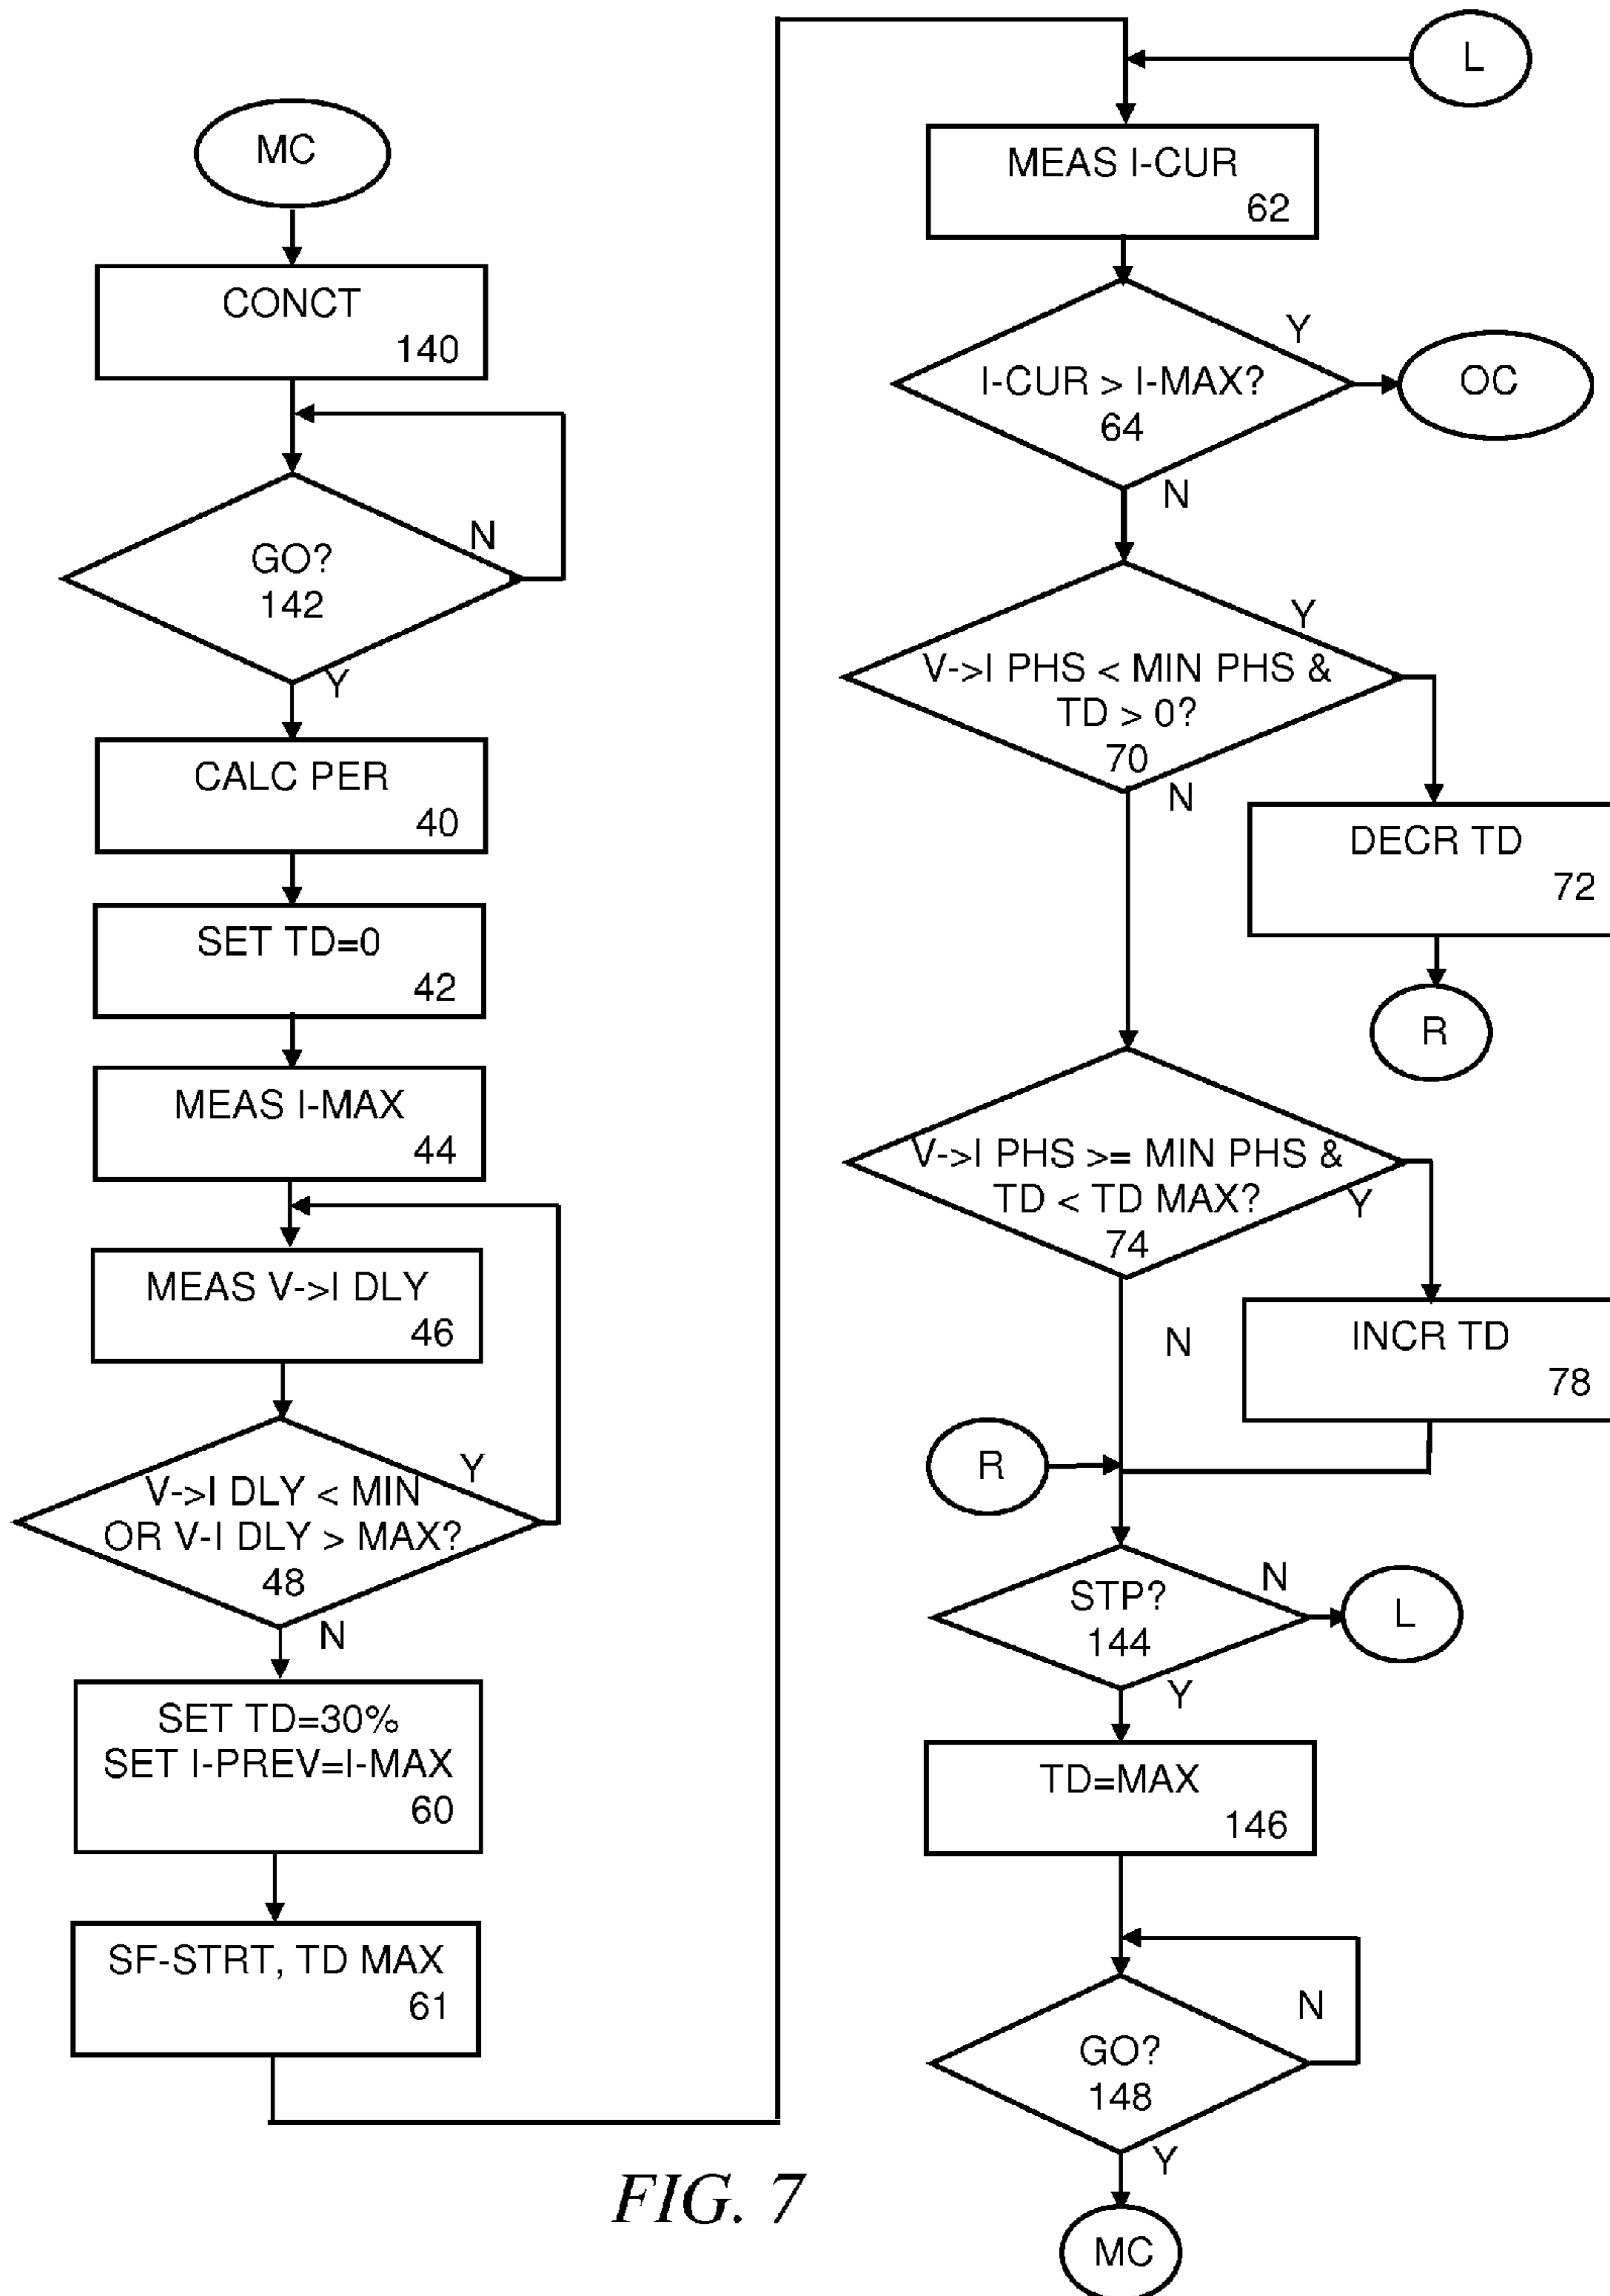 MC
CONCT
140
GO?
142
N
Y
CALC PER
40
SET TD=0
42
MEAS I-MAX
44
MEAS V->I DLY
46
V->I DLY < MIN
OR V-I DLY > MAX?
48
Y
N
SET TD=30%
SET I-PREV=I-MAX
60
SF-STRT, TD MAX
61
L
MEAS I-CUR
62
I-CUR > I-MAX?
64
Y
OC
N
V->I PHS < MIN PHS &
TD > 0?
70
Y
N
DECR TD
72
R
V->I PHS >= MIN PHS &
TD < TD MAX?
74
Y
N
INCR TD
78
R
STP?
144
N
L
Y
TD=MAX
146
GO?
148
N
Y
MC
FIG. 7